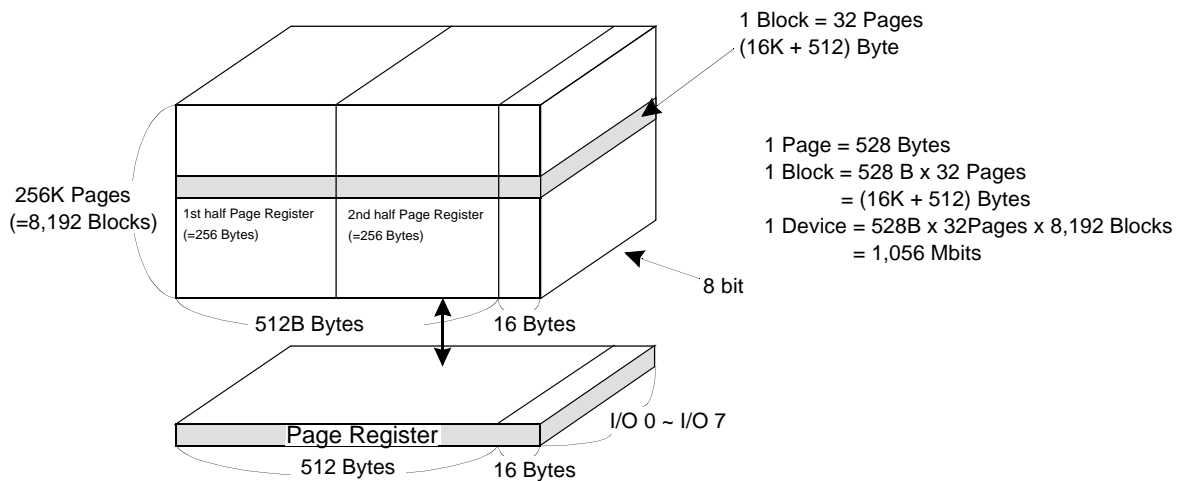 1 Block = 32 Pages
(16K + 512) Byte
1 Page = 528 Bytes
1 Block = 528 B x 32 Pages
= (16K + 512) Bytes
1 Device = 528B x 32Pages x 8,192 Blocks
= 1,056 Mbits
256K Pages
(=8,192 Blocks)
1st half Page Register
(=256 Bytes)
2nd half Page Register
(=256 Bytes)
8 bit
512B Bytes
16 Bytes
I/O 0 ~ I/O 7
Page Register
512 Bytes
16 Bytes